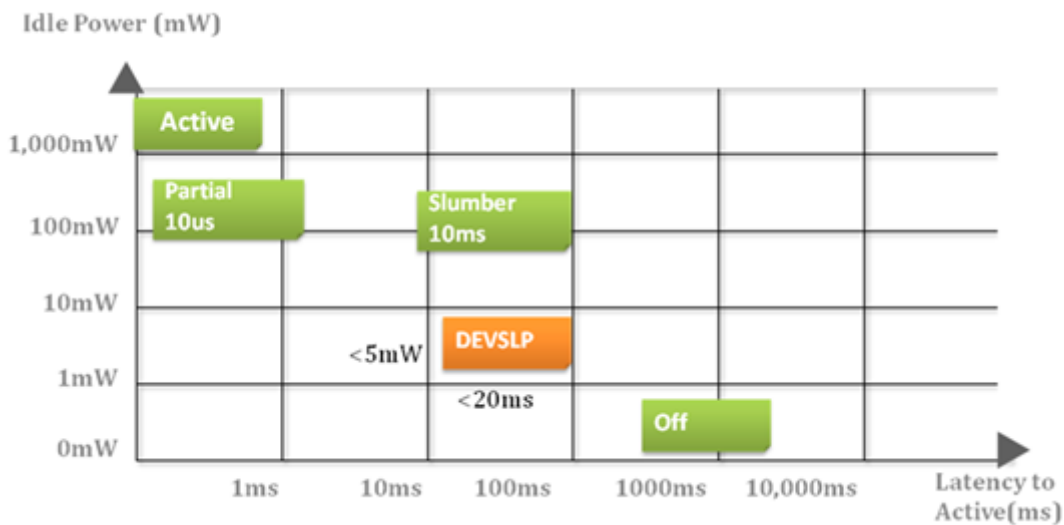 Idle Power (mW)
Active
1,000mW
Partial
10us
Slumber
10ms
100mW
10mW
DEVSLP
<5mW
1mW
<20ms
Off
0mW
1ms
10ms
100ms
1000ms
10,000ms
Latency to
Active(ms)